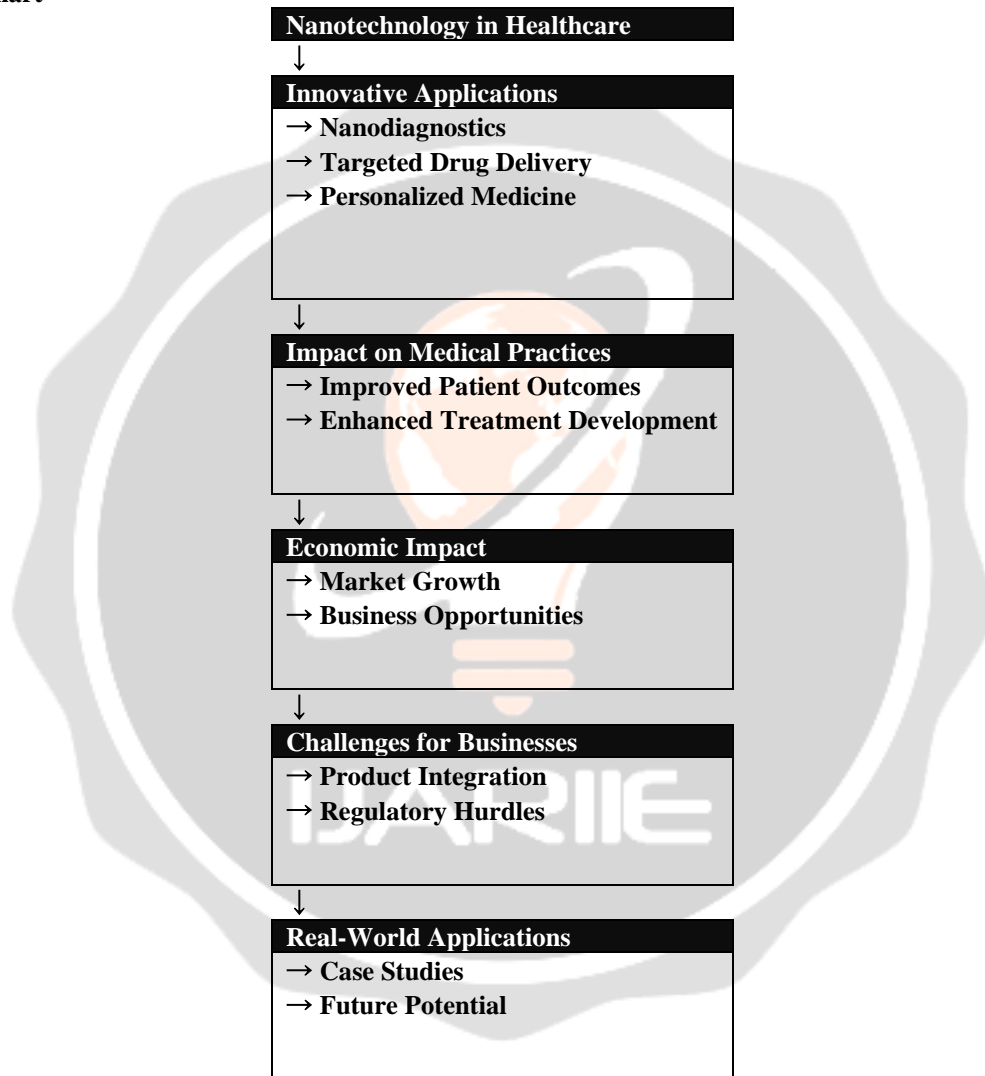 Nanotechnology in Healthcare
↓
Innovative Applications
→ Nanodiagnostics
→ Targeted Drug Delivery
→ Personalized Medicine
↓
Impact on Medical Practices
→ Improved Patient Outcomes
→ Enhanced Treatment Development
↓
Economic Impact
→ Market Growth
→ Business Opportunities
↓
Challenges for Businesses
→ Product Integration
→ Regulatory Hurdles
IJARIIE
↓
Real-World Applications
→ Case Studies
→ Future Potential